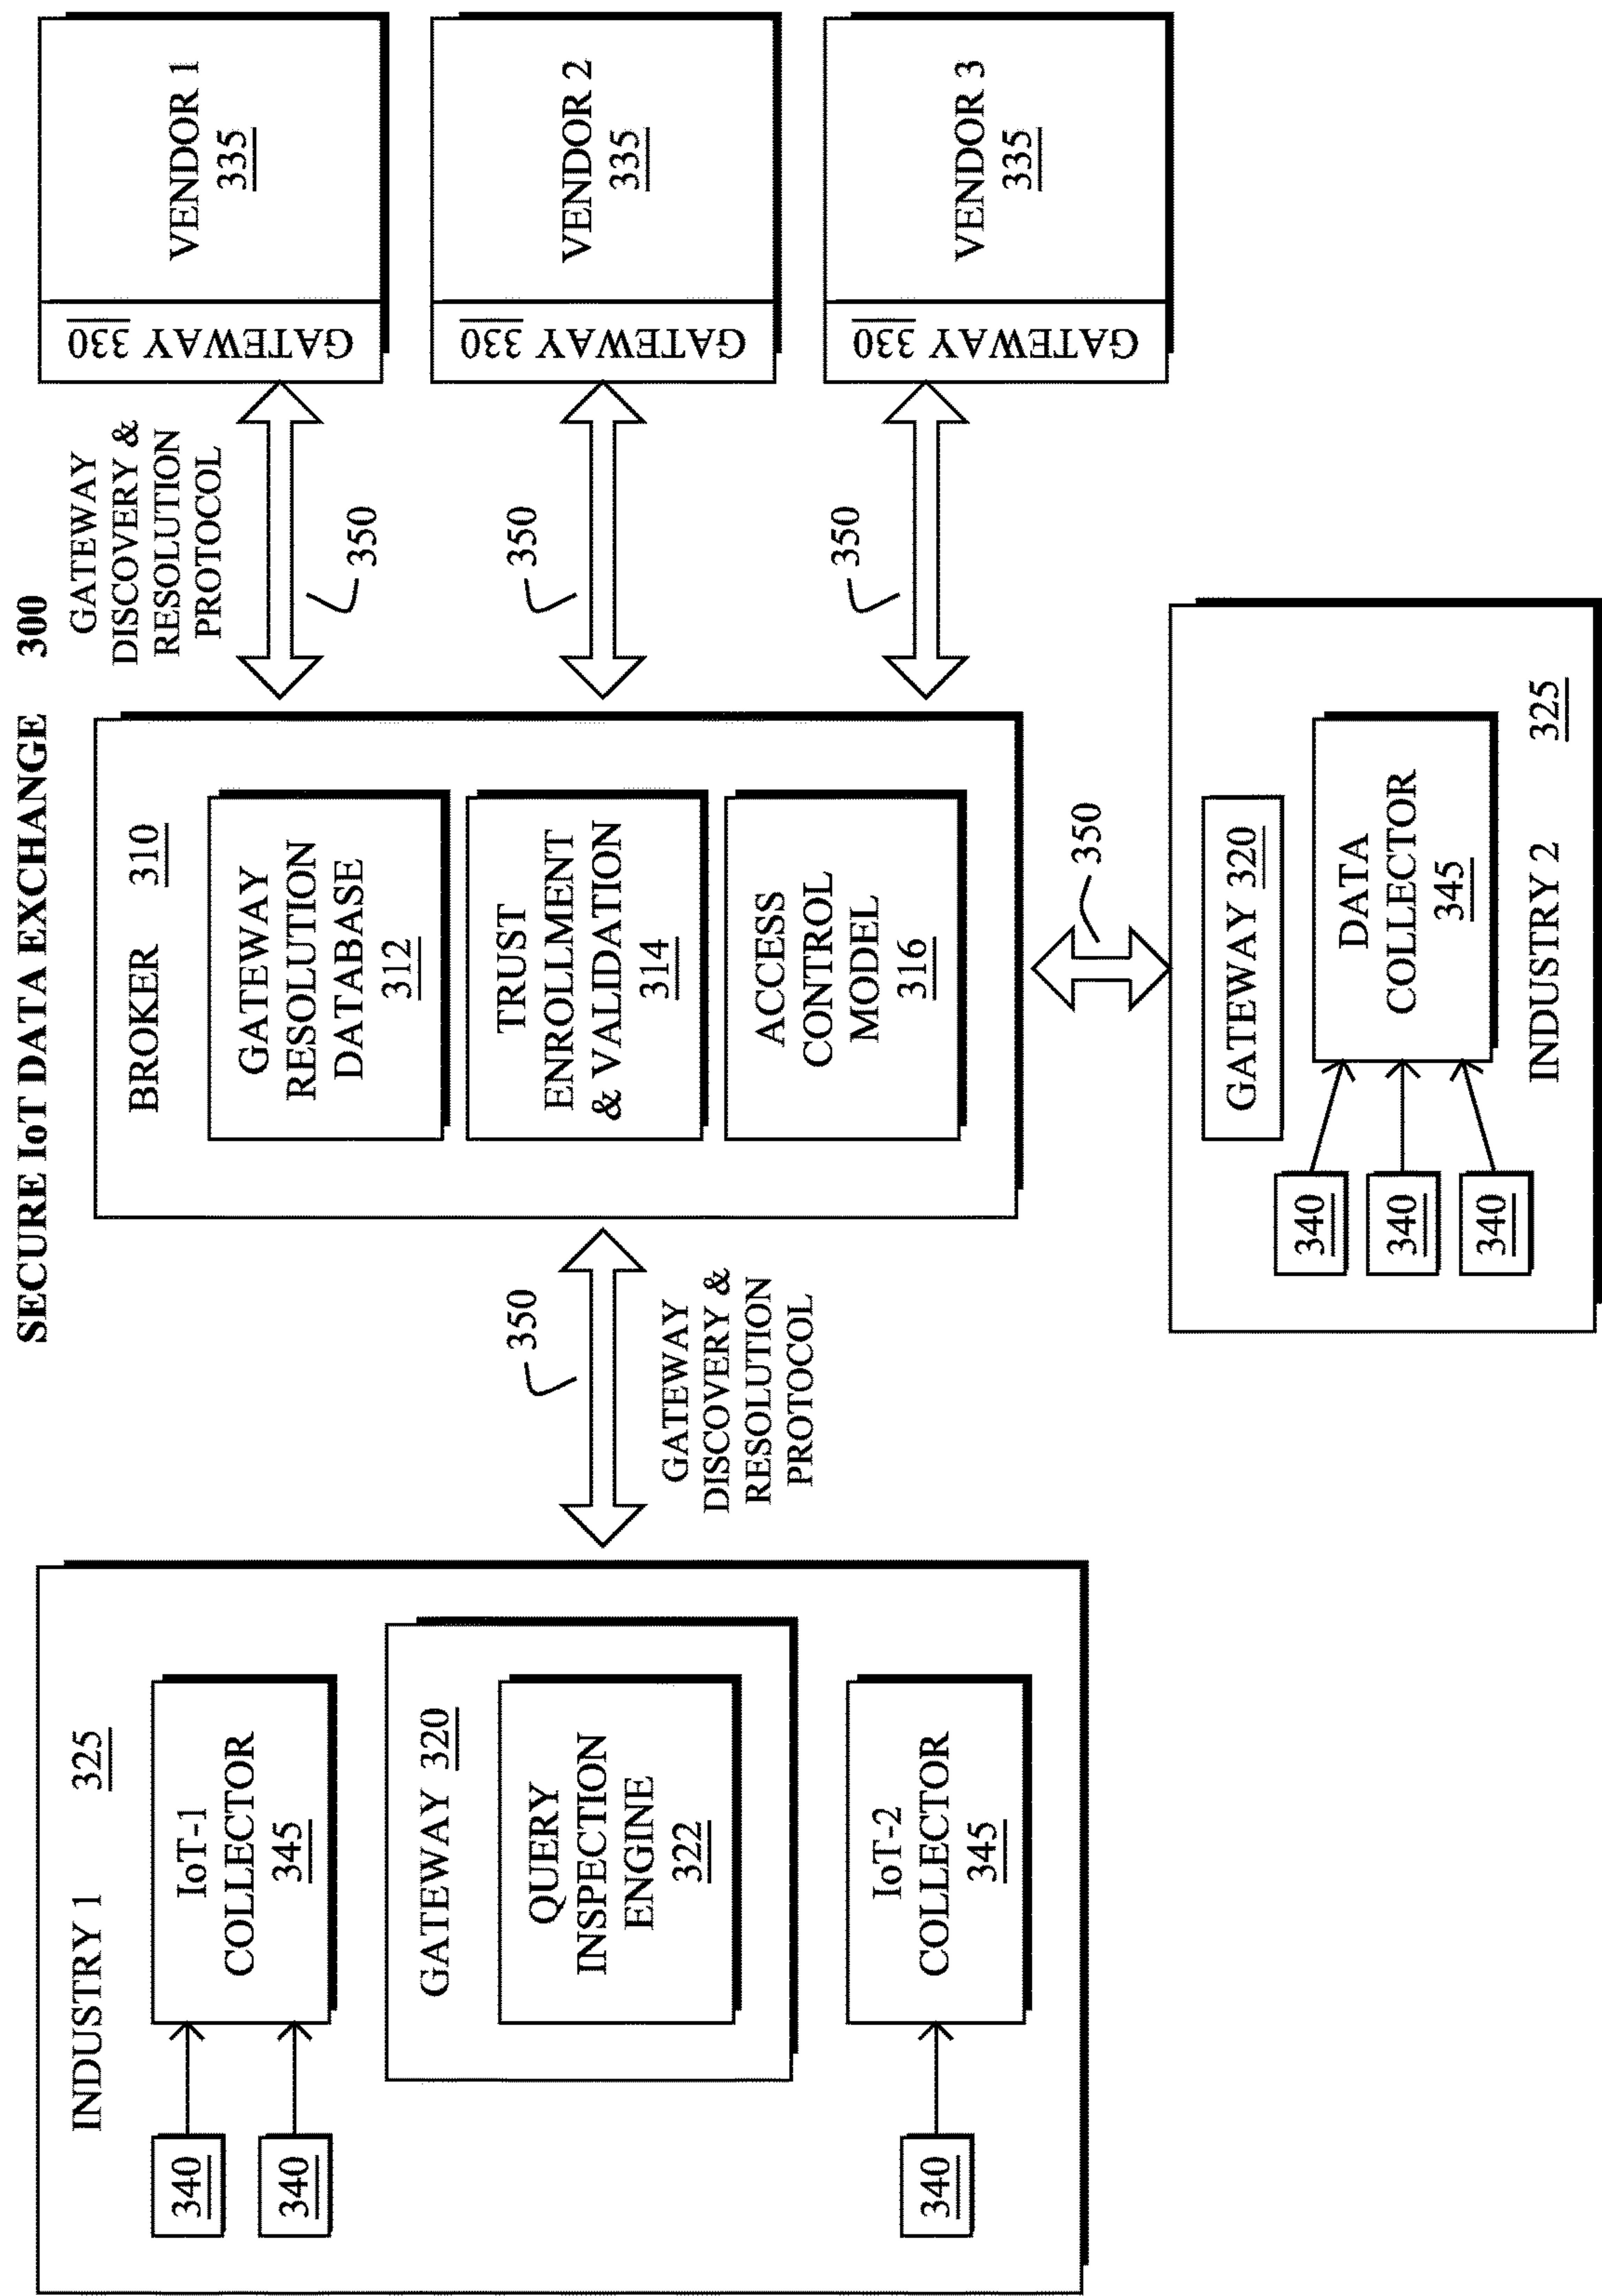 SECURE IoT DATA EXCHANGE 300
INDUSTRY 1 325
IoT-1
COLLECTOR
345
340
340
GATEWAY 320
QUERY
INSPECTION
ENGINE
322
IoT-2
COLLECTOR
345
340
350
GATEWAY
DISCOVERY &
RESOLUTION
PROTOCOL
BROKER 310
GATEWAY
RESOLUTION
DATABASE
312
TRUST
ENROLLMENT
& VALIDATION
314
ACCESS
CONTROL
MODEL
316
GATEWAY
DISCOVERY &
RESOLUTION
PROTOCOL
350
350
350
GATEWAY 330
VENDOR 1
335
GATEWAY 330
VENDOR 2
335
GATEWAY 330
VENDOR 3
335
350
GATEWAY 320
340
340
340
DATA
COLLECTOR
345
INDUSTRY 2 325